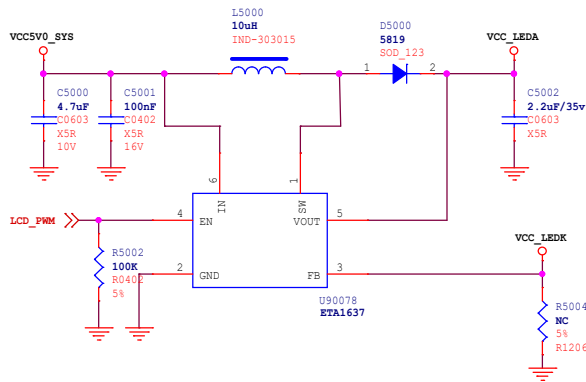 VCC5V0_SYS
L5000
10uH
IND-303015
D5000
5819
SOD_123
1
2
VCC_LEDA
C5000
4.7uF
C0603
X5R
10V
C5001
100nF
C0402
X5R
16V
C5002
2.2uF/35v
C0603
X5R
6
IN
1
SW
LCD_PWM
4
EN
VOUT
5
2
GND
FB
3
VCC_LEDK
R5002
100K
R0402
5%
U90078
ETA1637
R5004
NC
5%
R1206